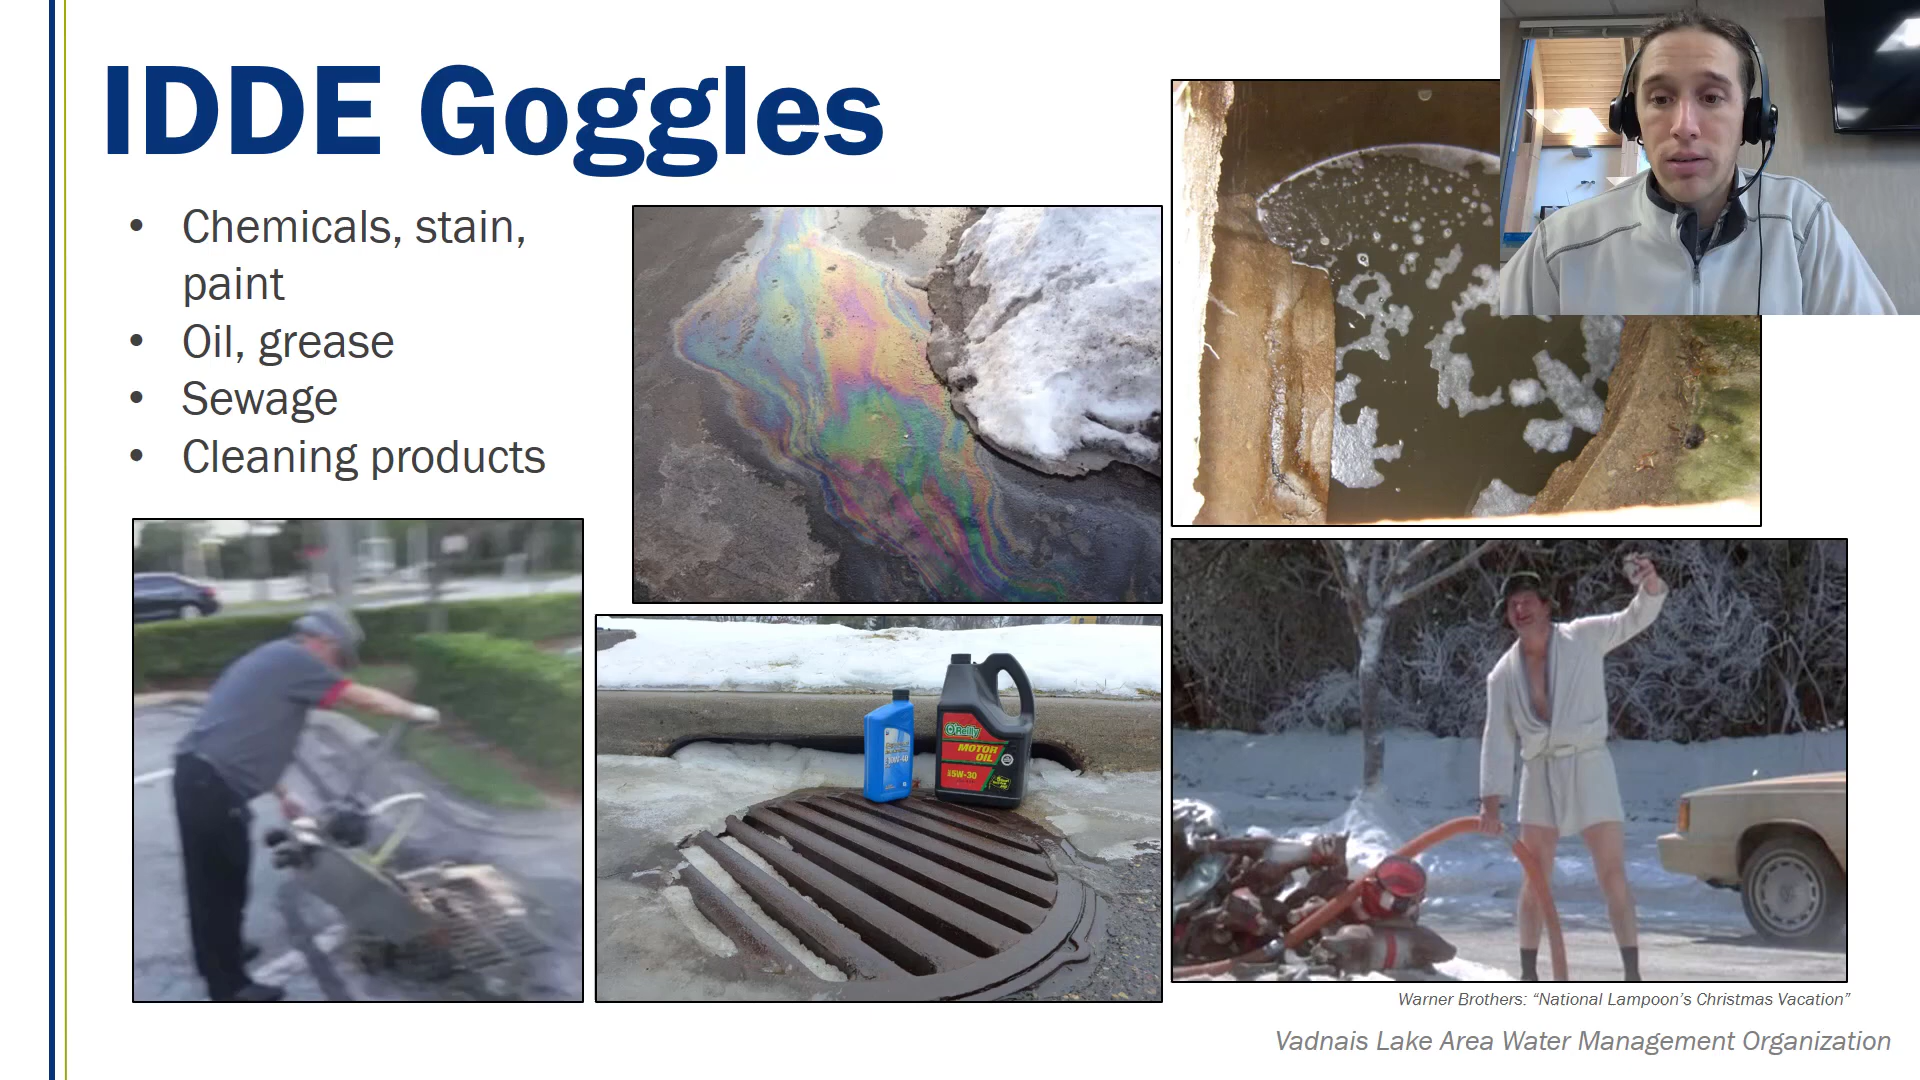 IDDE Goggles
• Chemicals, stain,
paint
• Oil, grease
• Sewage
• Cleaning products
O'Reilly
MOTOR
OIL
5W-30
Warner Brothers: “National Lampoon’s Christmas Vacation”
Vadnais Lake Area Water Management Organization